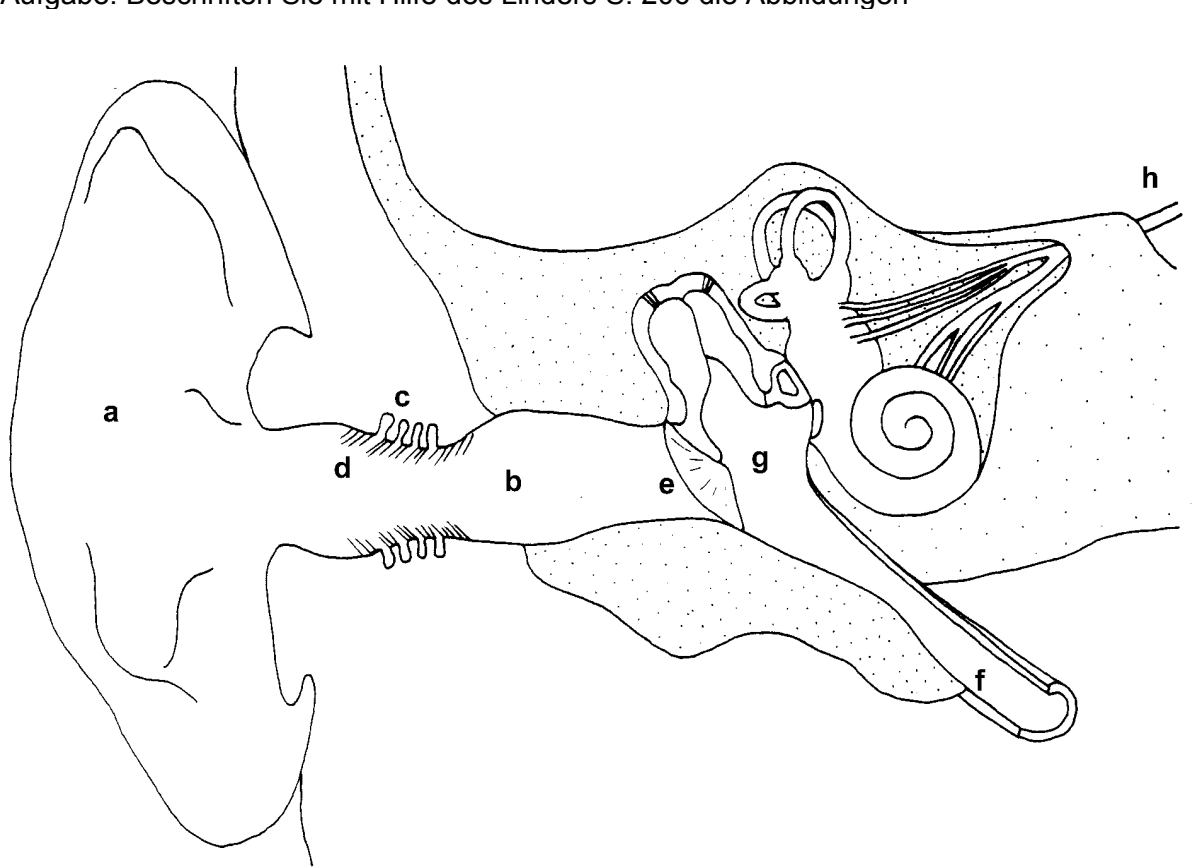 Aufgabe: Beschriften Sie mit Hilfe des Linders S. 200 die Abbildungen
h
c
a
d
b
e
g
f